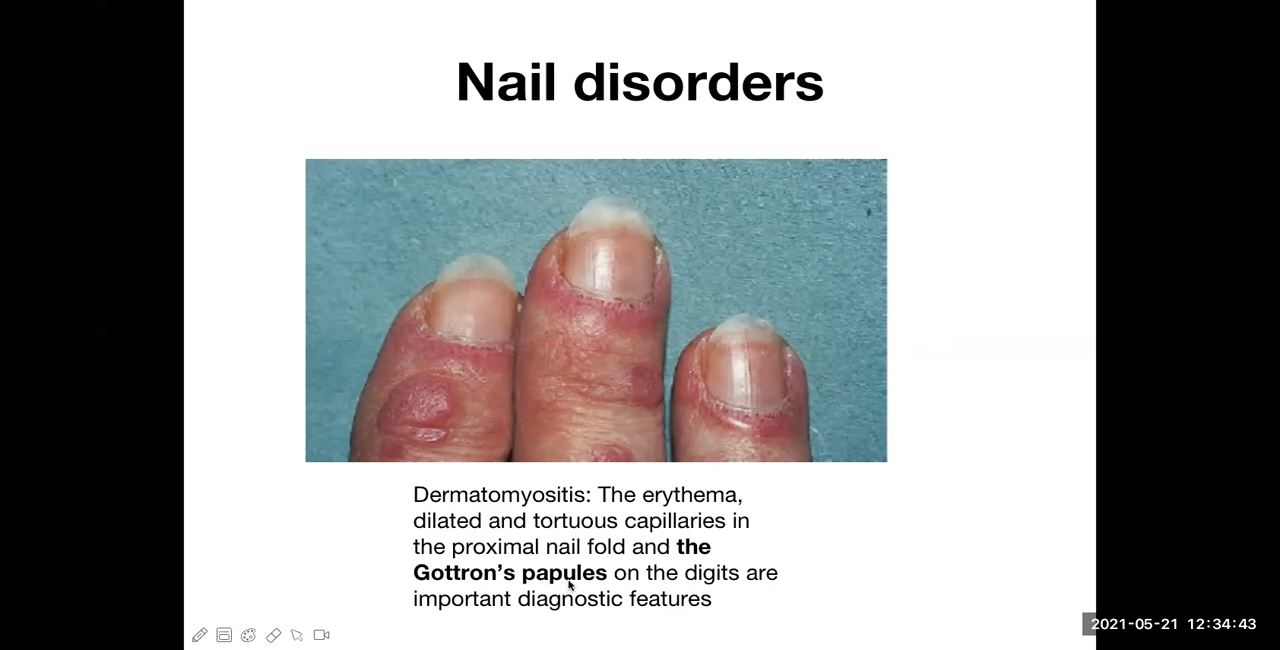 Nail disorders
Dermatomyositis: The erythema,
dilated and tortuous capillaries in
the proximal nail fold and the
Gottron’s papules on the digits are
important diagnostic features
2021-05-21 12:34:43